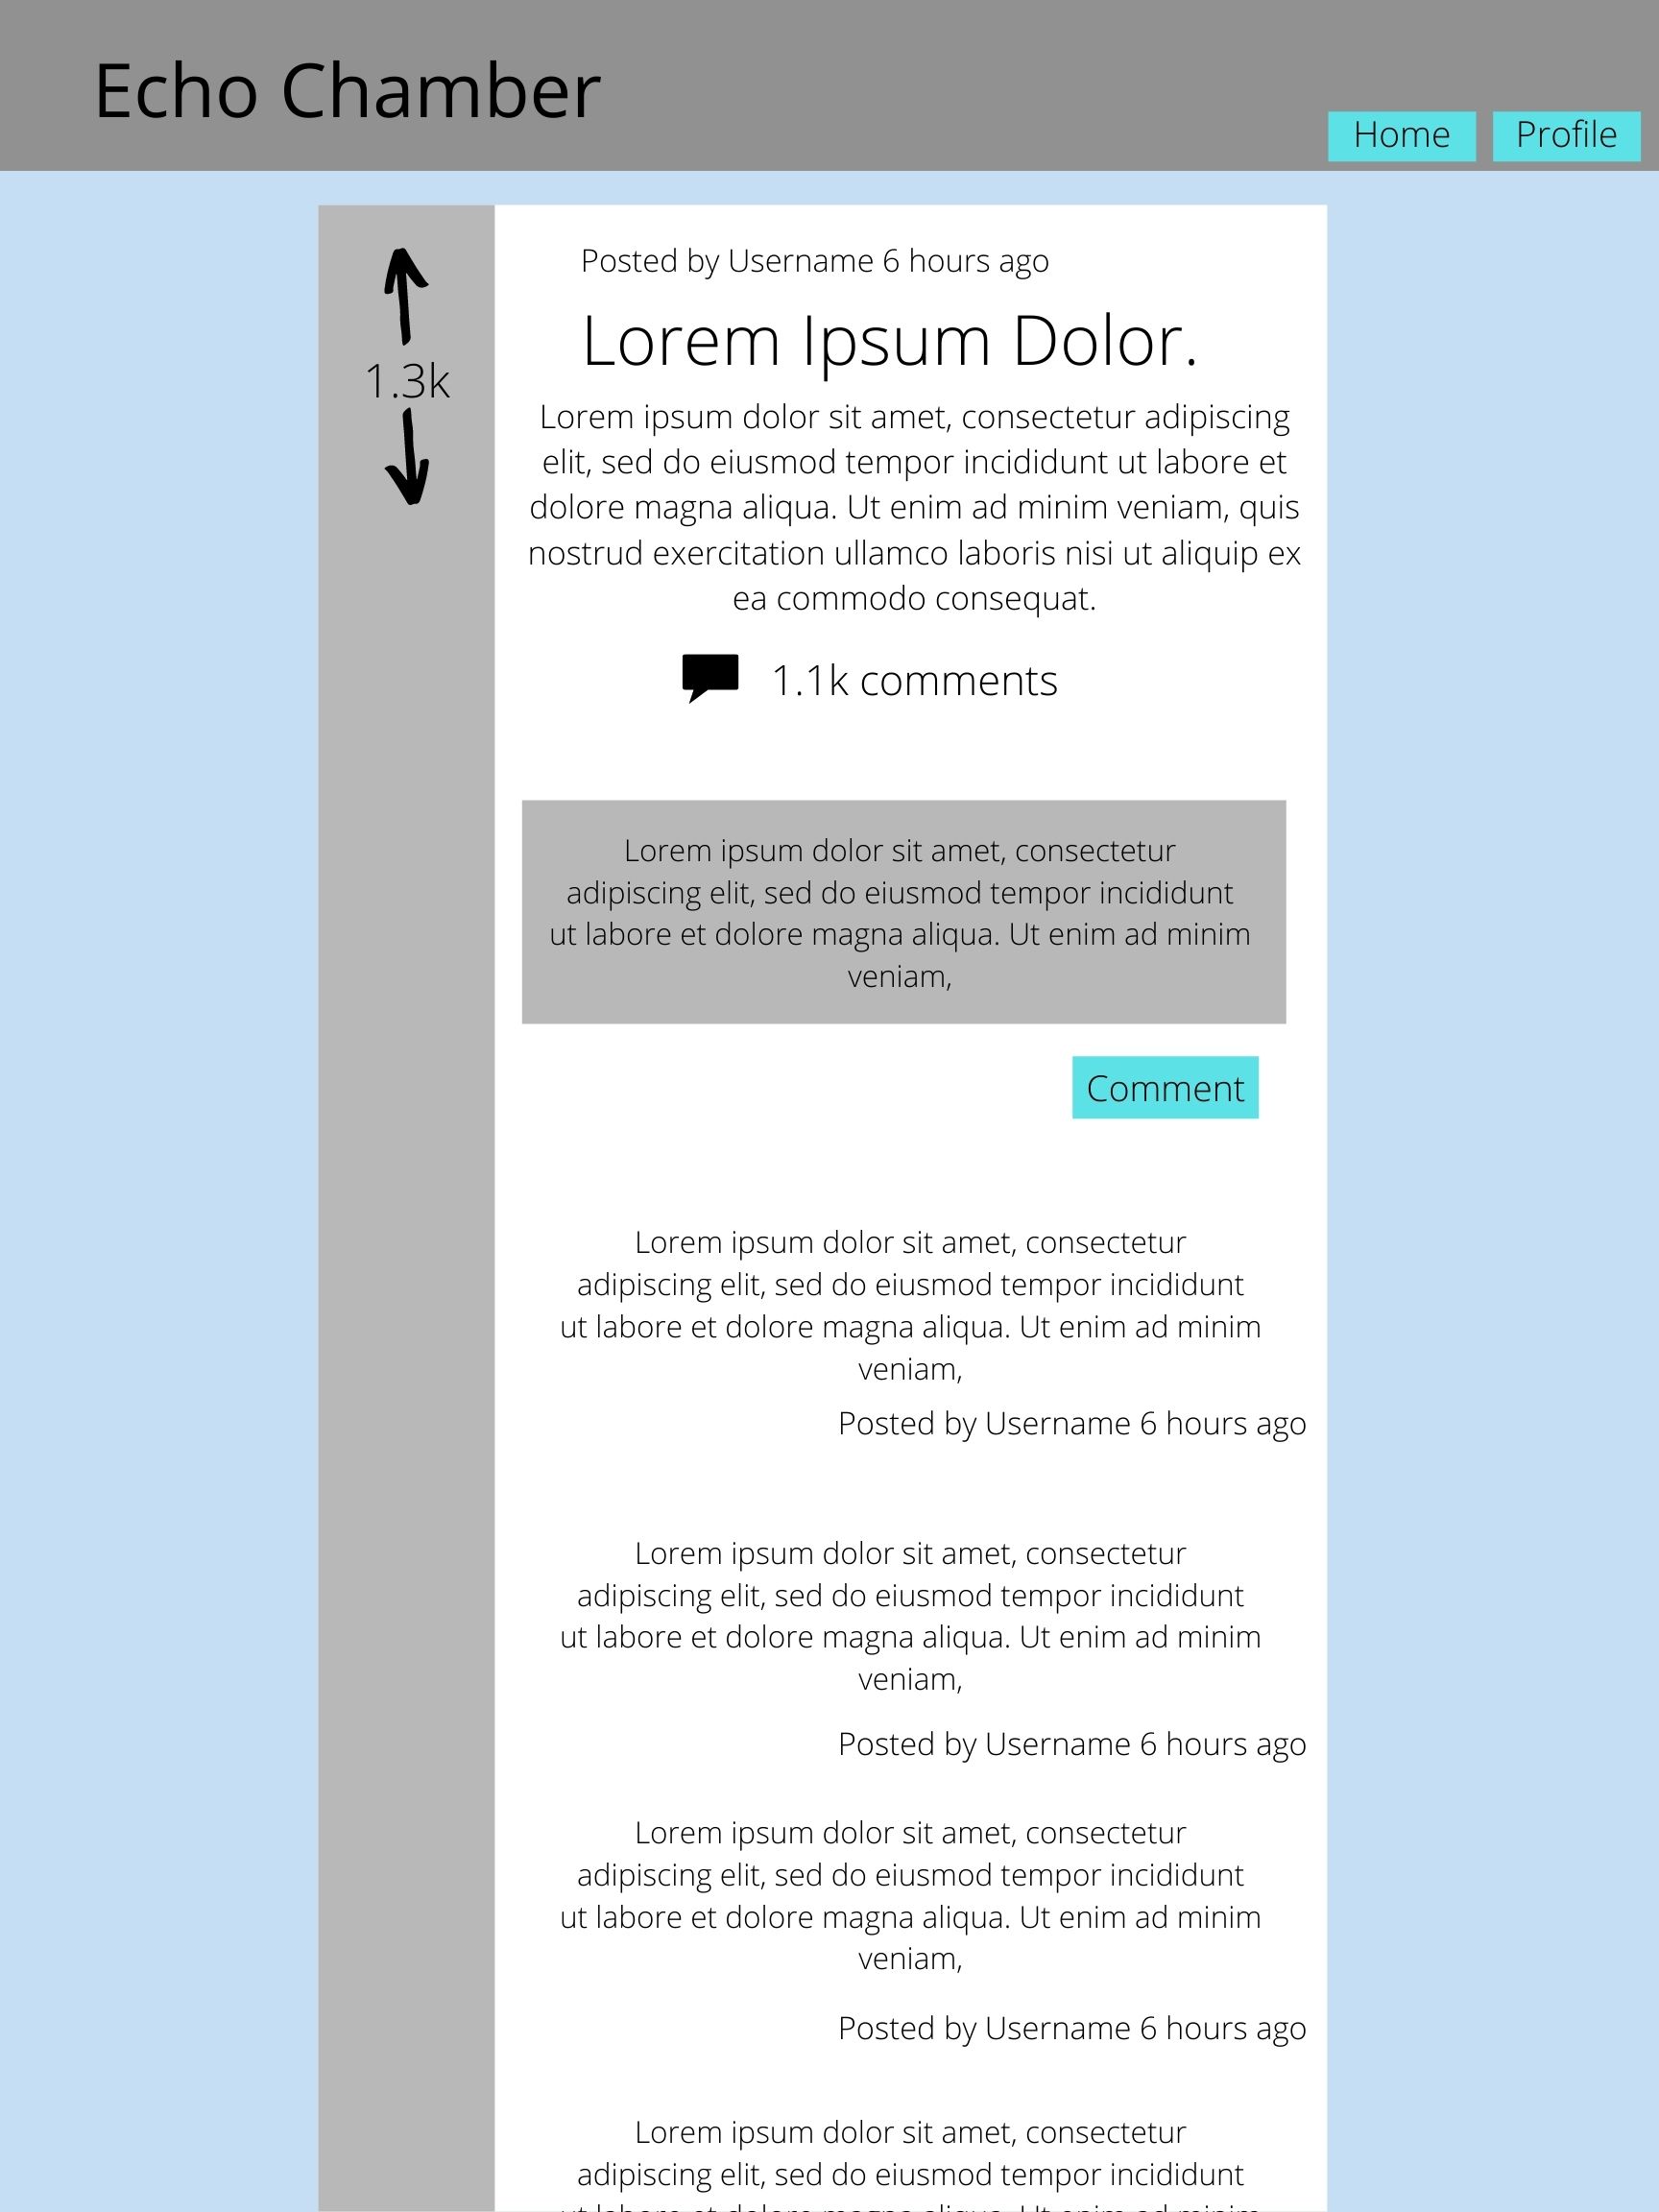 Echo Chamber
Home
Profile
Posted by Username 6 hours ago
Lorem Ipsum Dolor.
1.3k
Lorem ipsum dolor sit amet, consectetur adipiscing
elit, sed do eiusmod tempor incididunt ut labore et
dolore magna aliqua. Ut enim ad minim veniam, quis
nostrud exercitation ullamco laboris nisi ut aliquip ex
ea commodo consequat.
1.1k comments
Lorem ipsum dolor sit amet, consectetur
adipiscing elit, sed do eiusmod tempor incididunt
ut labore et dolore magna aliqua. Ut enim ad minim
veniam,
Comment
Lorem ipsum dolor sit amet, consectetur
adipiscing elit, sed do eiusmod tempor incididunt
ut labore et dolore magna aliqua. Ut enim ad minim
veniam,
Posted by Username 6 hours ago
Lorem ipsum dolor sit amet, consectetur
adipiscing elit, sed do eiusmod tempor incididunt
ut labore et dolore magna aliqua. Ut enim ad minim
veniam,
Posted by Username 6 hours ago
Lorem ipsum dolor sit amet, consectetur
adipiscing elit, sed do eiusmod tempor incididunt
ut labore et dolore magna aliqua. Ut enim ad minim
veniam,
Posted by Username 6 hours ago
Lorem ipsum dolor sit amet, consectetur
adipiscing elit, sed do eiusmod tempor incididunt